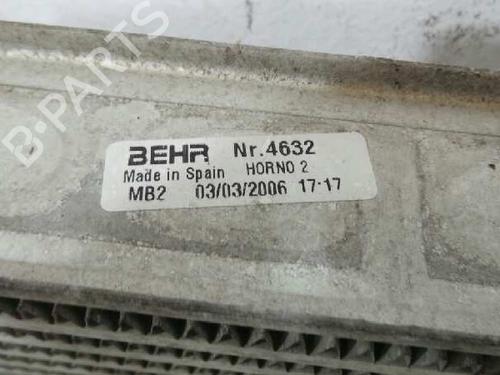 B-PARTS
BEHR Nr.4632
Made in Spain HORNO 2
MB2 03/03/2006 17:17